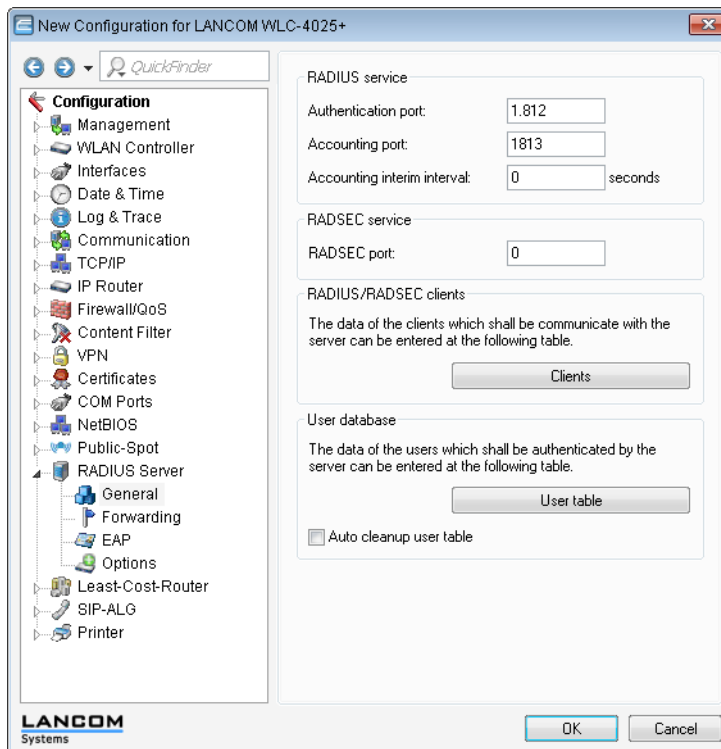 New Configuration for LANCOM WLC-4025+
QuickFinder
Configuration
Management
WLAN Controller
Interfaces
Date & Time
Log & Trace
Communication
TCP/IP
IP Router
Firewall/QoS
Content Filter
VPN
Certificates
COM Ports
NetBIOS
Public-Spot
RADIUS Server
General
Forwarding
EAP
Options
Least-Cost-Router
SIP-ALG
Printer
RADIUS service
Authentication port: 1.812
Accounting port: 1813
Accounting interim interval: 0 seconds
RADSEC service
RADSEC port: 0
RADIUS/RADSEC clients
The data of the clients which shall be communicate with the
server can be entered at the following table.
Clients
User database
The data of the users which shall be authenticated by the
server can be entered at the following table.
User table
Auto cleanup user table
LANCOM
Systems
OK Cancel